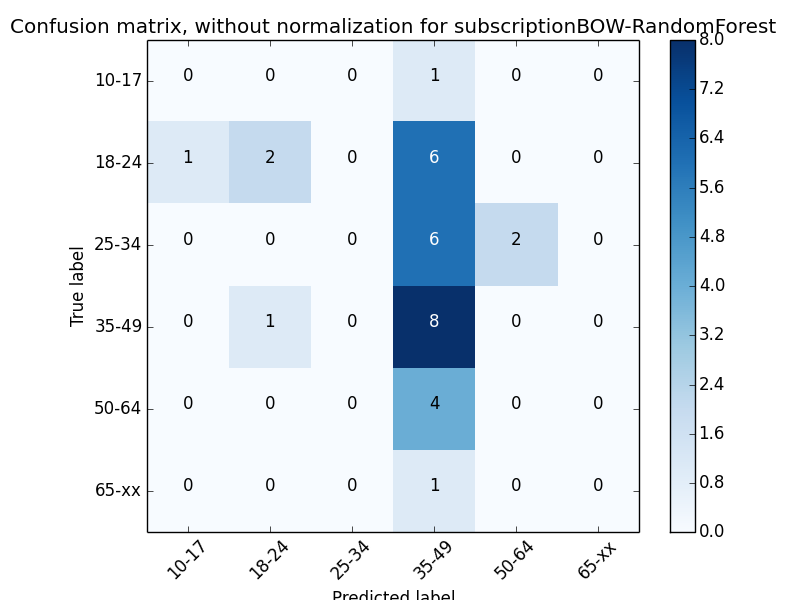 Confusion matrix, without normalization for subscriptionBOW-RandomForest
True label
10-17 0 0 0 1 0 0
18-24 1 2 0 6 0 0
25-34 0 0 0 6 2 0
35-49 0 1 0 8 0 0
50-64 0 0 0 4 0 0
65-xx 0 0 0 1 0 0
10-17 18-24 25-34 35-49 50-64 65-xx
Predicted label
8.0
7.2
6.4
5.6
4.8
4.0
3.2
2.4
1.6
0.8
0.0